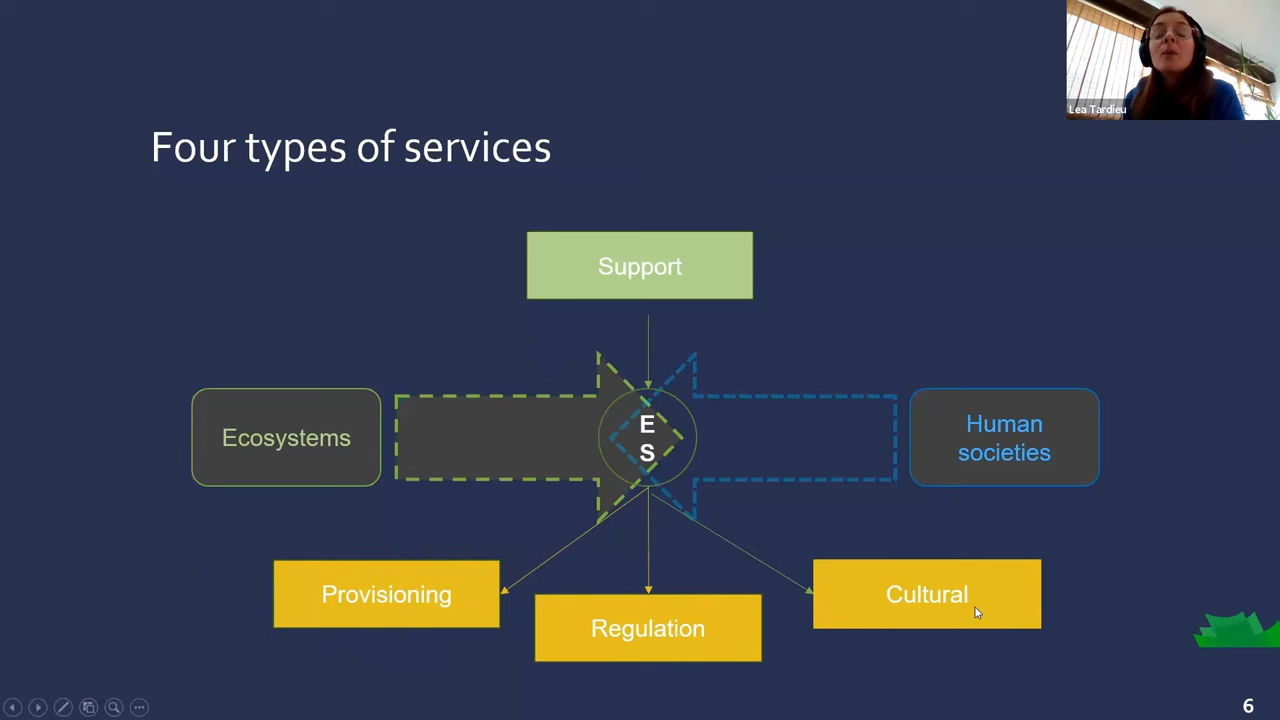 Lea Tardieu
Four types of services
Support
E
S
Ecosystems
Human
societies
Provisioning
Regulation
Cultural
6